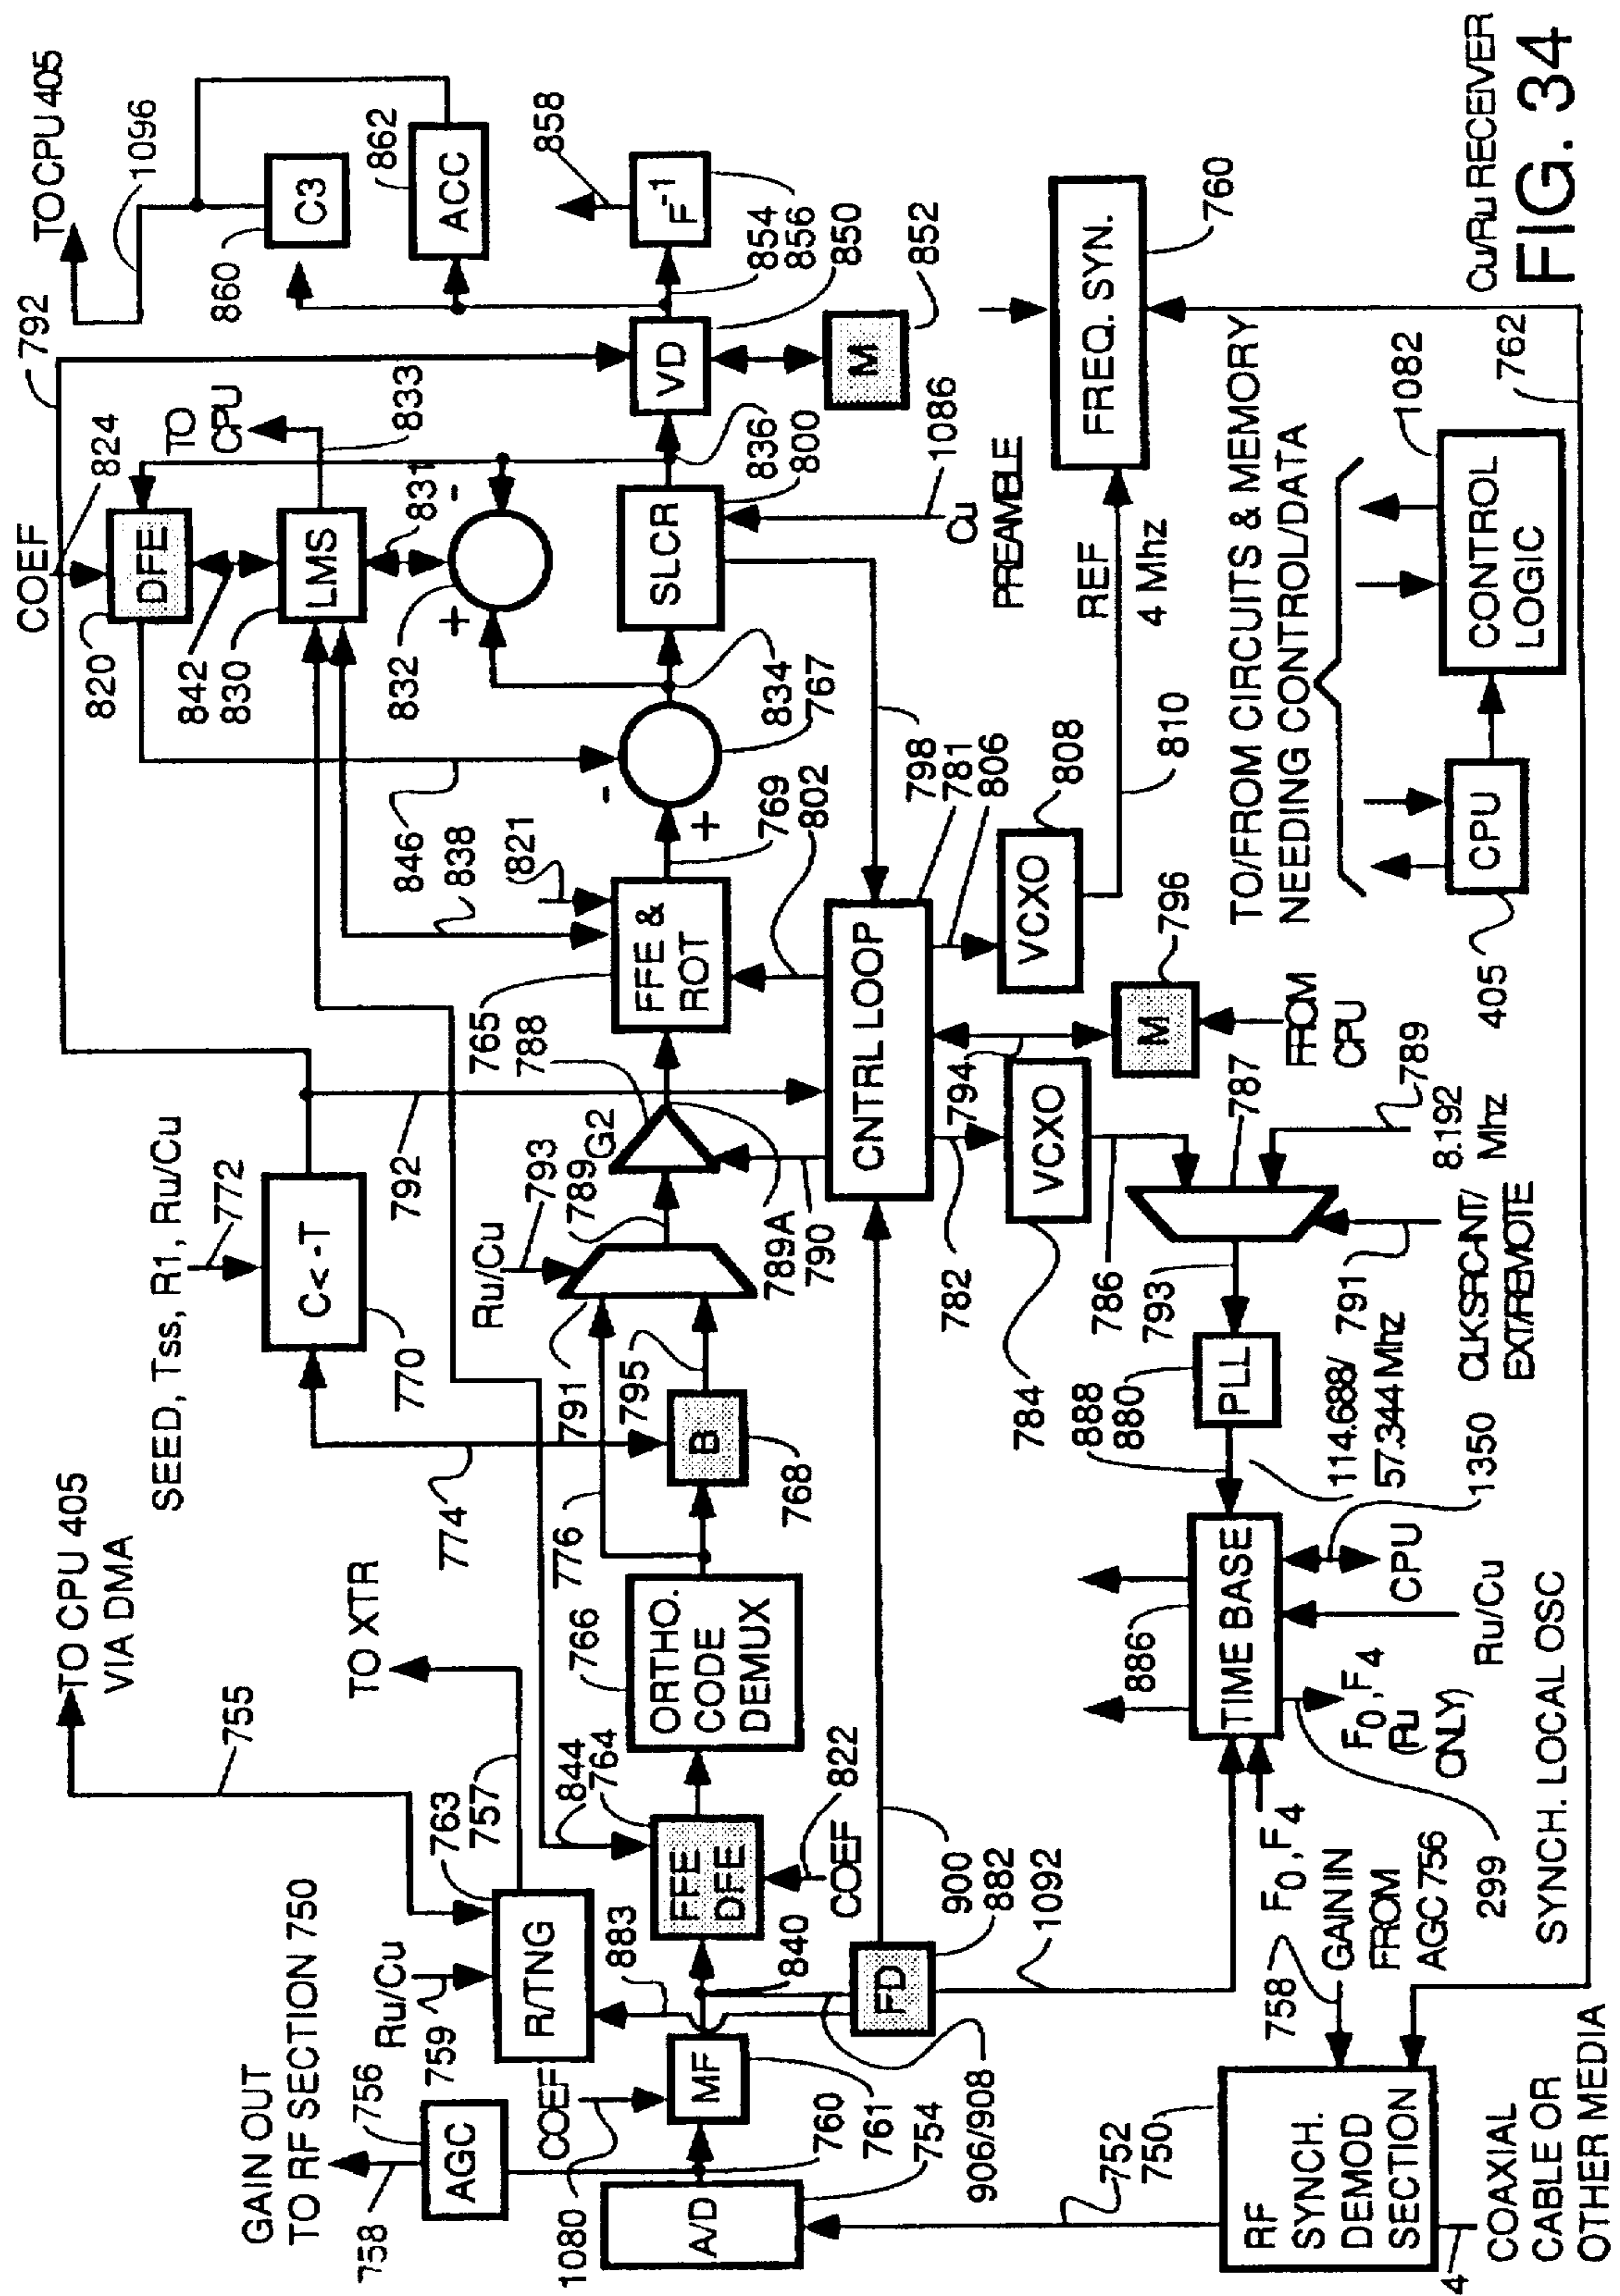 TO CPU 405
VIA DMA
755
GAIN OUT
TO RF SECTION 750
758
756
AGC
Ru/Cu
759
763
757
R/TNG
TO XTR
SEED, Tss, R1, Ru/Cu
772
C<-T
770
774
792
792
COEF
824
820
DFE
842
830
LMS
TO
CPU
833
831
832
+
-
TO CPU 405
1096
860
C3
862
ACC
858
F-1
854
856
850
VD
852
M
836
800
SLCR
1086
Cu
PREAMBLE
834
767
-
+
846
838
821
769
802
FFE &
ROT
765
788
G2
789
793
Ru/Cu
789A
790
791
795
B
768
776
766
ORTHO.
CODE
DEMUX
844
764
FFE
DFE
822
COEF
883
840
COEF
1080
MF
760
761
754
A/D
906/908
FD
900
882
1092
CNTRL LOOP
798
781
806
808
VCXO
810
REF
4 Mhz
FREQ. SYN.
760
794
M
796
FROM
CPU
782
VCXO
784
786
787
789
8.192
Mhz
791
CLKSRC-INT/
EXT/REMOTE
793
PLL
888
880
114.688/
57.344 Mhz
1350
CPU
TIME BASE
886
Ru/Cu
F0,F4
(Ru
ONLY)
299
F0,F4
758
GAIN IN
FROM
AGC 756
752
750
RF
SYNCH.
DEMOD
SECTION
4
COAXIAL
CABLE OR
OTHER MEDIA
SYNCH. LOCAL OSC
762
TO/FROM CIRCUITS & MEMORY
NEEDING CONTROL/DATA
405
CPU
1082
CONTROL
LOGIC
Cu/Ru RECEIVER
FIG. 34